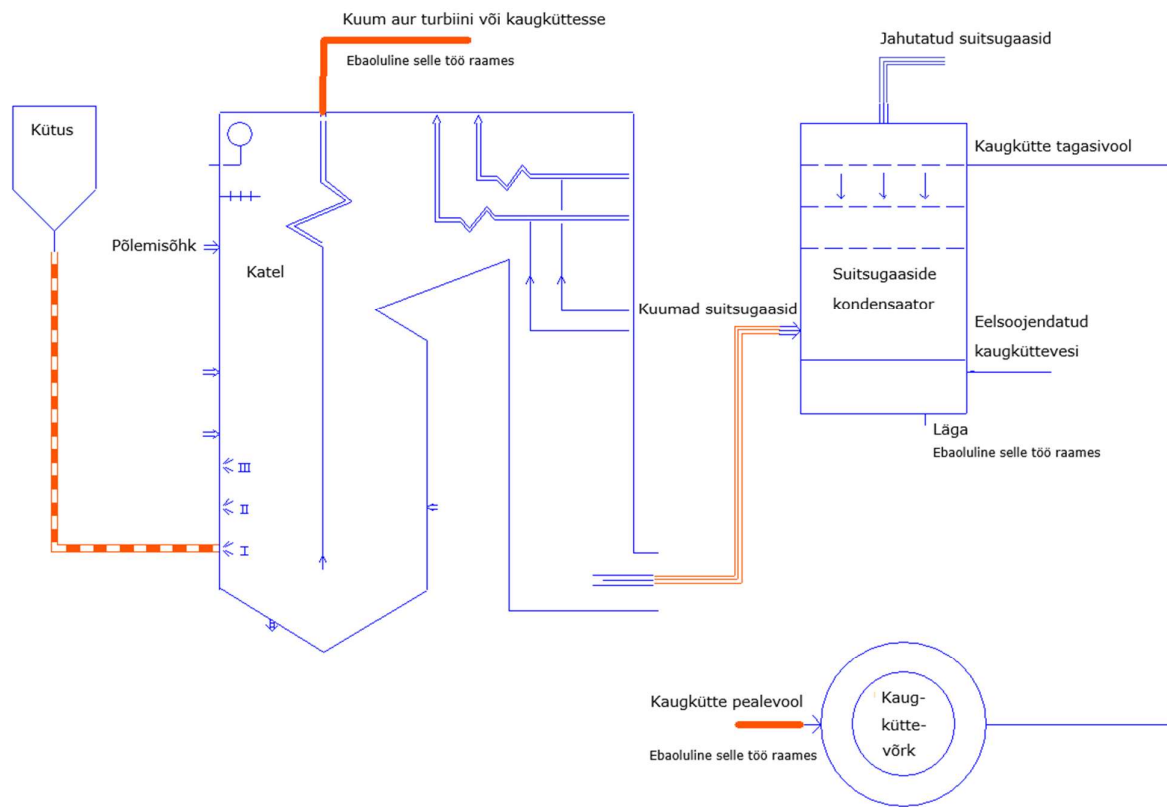 Kuum aur turbiini või kaugküttesse
Ebaoluline selle töö raames
Jahutatud suitsugaasid
Kütus
Kaugkütte tagasivool
Põlemisõhk
Katel
Suitsugaaside
kondensaator
Kuumad suitsugaasid
Eelsoojendatud
kaugküttevesi
Läga
Ebaoluline selle töö raames
III
II
I
Kaugkütte pealevool
Ebaoluline selle töö raames
Kaug-
kütte-
võrk